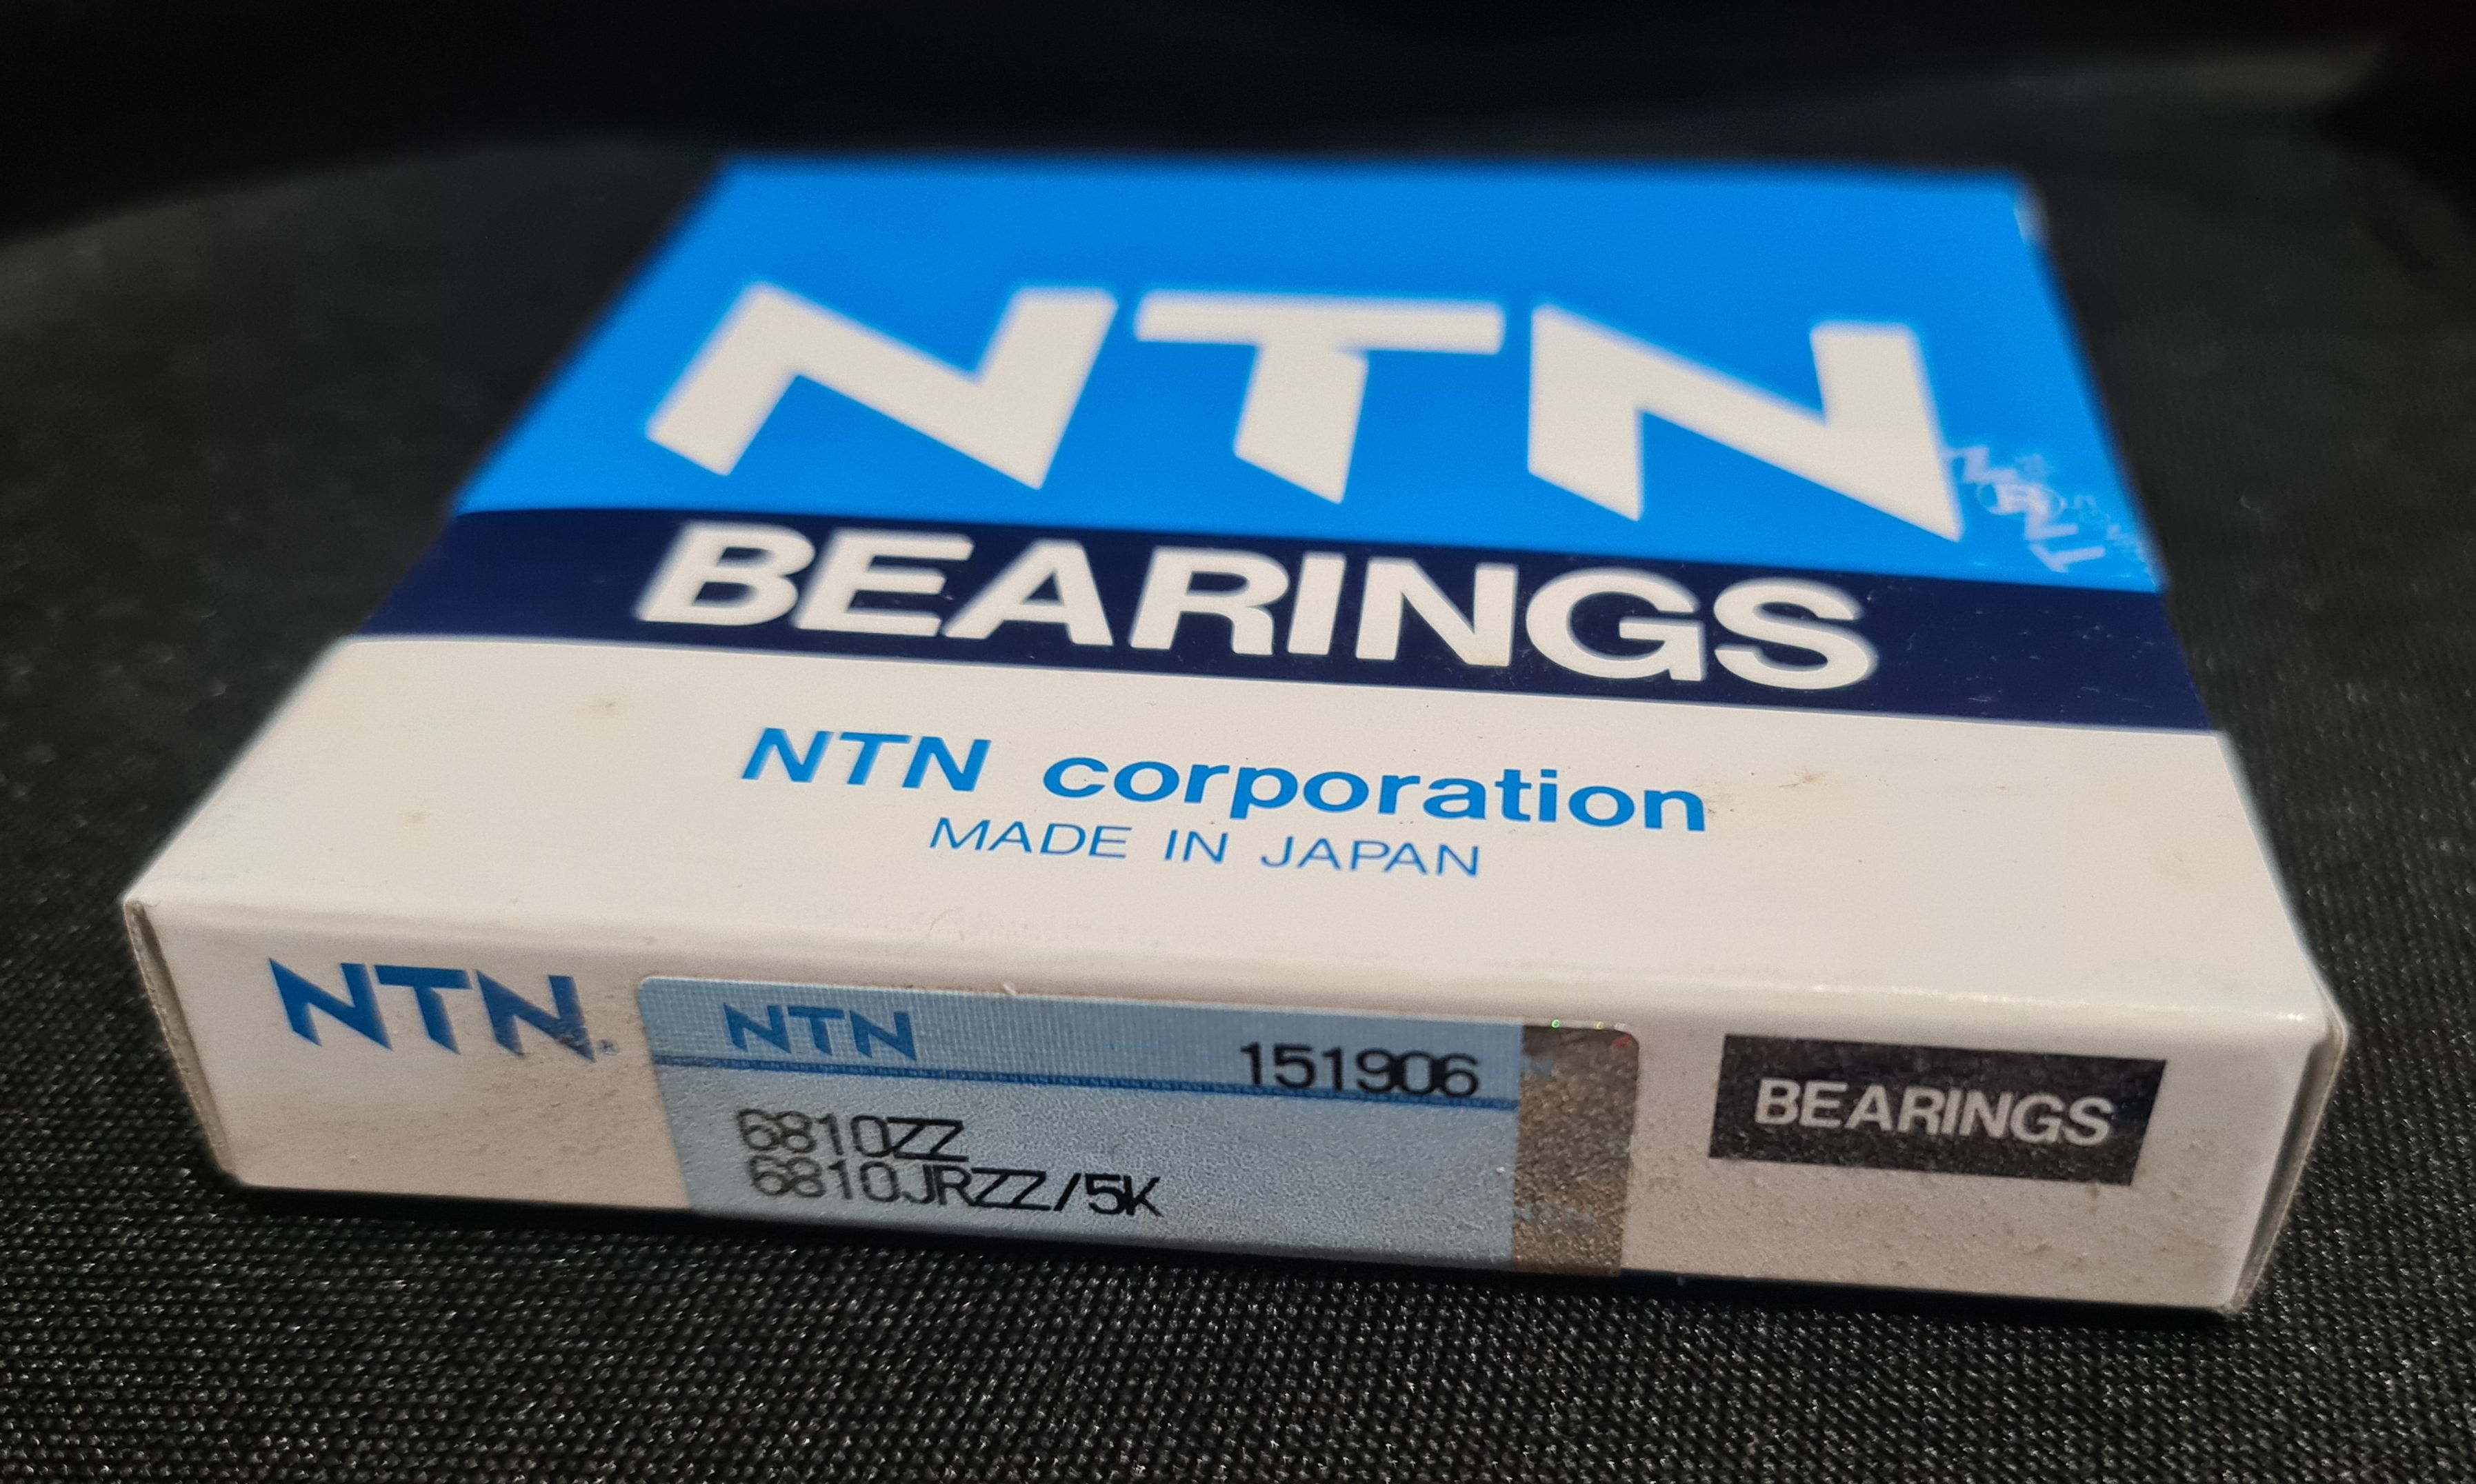 NTN
BEARINGS
NTN corporation
MADE IN JAPAN
NTN®
NTN
151906
6810ZZ
6810JRZZ/5K
BEARINGS